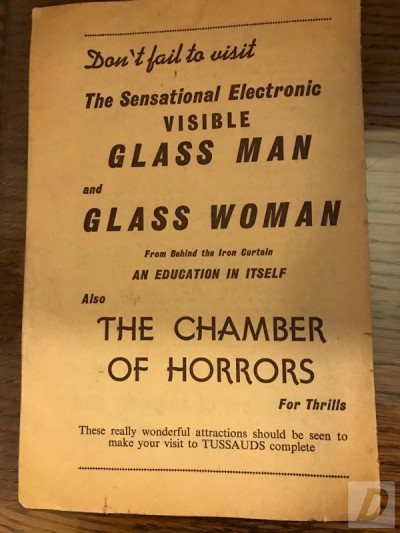 Don't fail to visit
The Sensational Electronic
VISIBLE
GLASS MAN
and
GLASS WOMAN
From Behind the Iron Curtain
AN EDUCATION IN ITSELF
Also
THE CHAMBER
OF HORRORS
For Thrills
These really wonderful attractions should be seen to
make your visit to TUSSAUDS complete
D